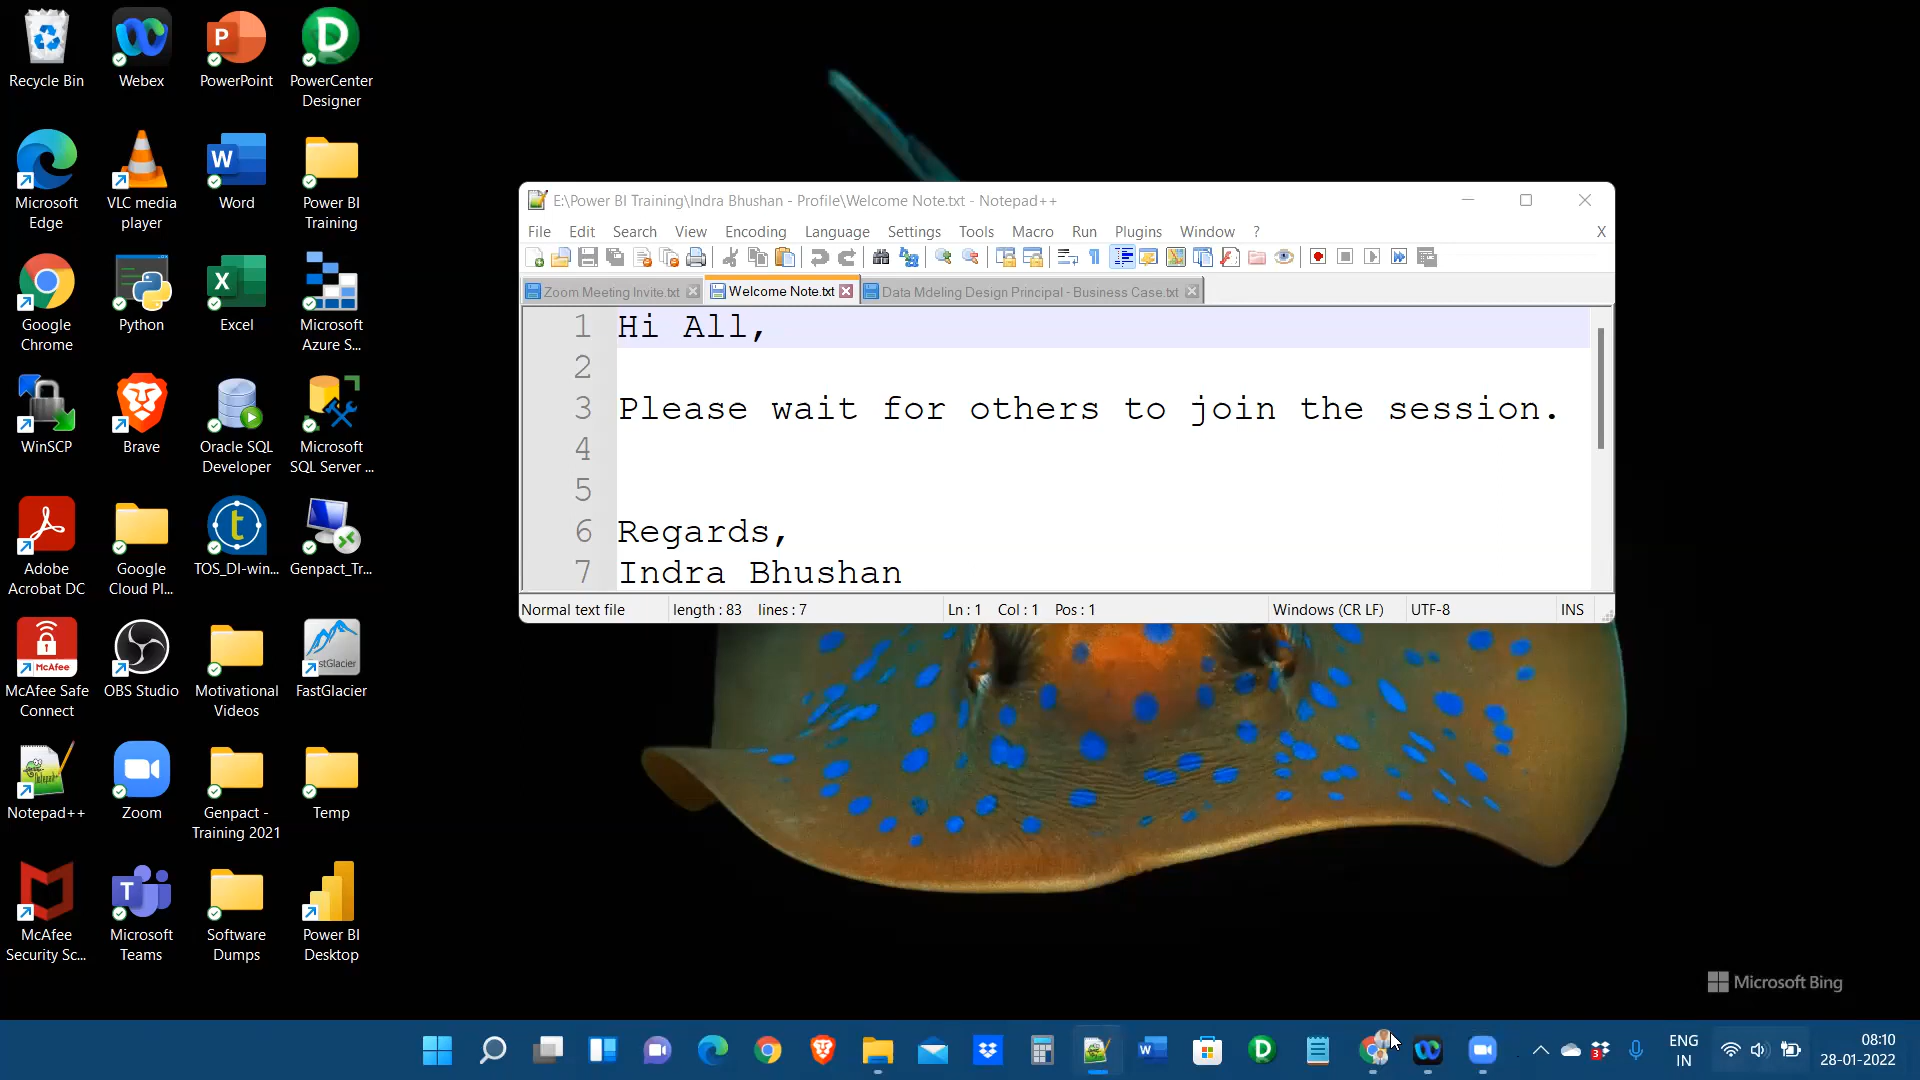 Recycle Bin
Webex
PowerPoint
PowerCenter Designer
Microsoft Edge
VLC media player
Word
Power BI Training
Google Chrome
Python
Excel
Microsoft Azure S...
WinSCP
Brave
Oracle SQL Developer
Microsoft SQL Server ...
Adobe Acrobat DC
Google Cloud Pl...
TOS_DI-win...
Genpact_Tr...
McAfee
McAfee Safe Connect
OBS Studio
Motivational Videos
FastGlacier
Notepad++
Zoom
Genpact - Training 2021
Temp
McAfee Security Sc...
Microsoft Teams
Software Dumps
Power BI Desktop
E:\Power BI Training\Indra Bhushan - Profile\Welcome Note.txt - Notepad++
File Edit Search View Encoding Language Settings Tools Macro Run Plugins Window ? X
Zoom Meeting Invite.txt Welcome Note.txt Data Mdeling Design Principal - Business Case.txt
1 Hi All,
2
3 Please wait for others to join the session.
4
5
6 Regards,
7 Indra Bhushan
Normal text file length : 83 lines : 7 Ln : 1 Col : 1 Pos : 1 Windows (CR LF) UTF-8 INS
Microsoft Bing
ENG
IN
08:10
28-01-2022